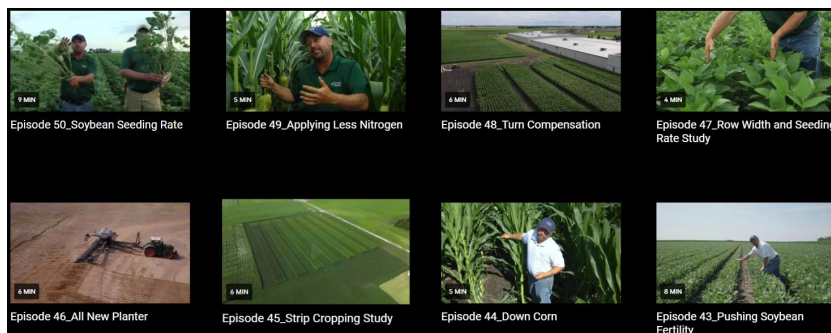 9 MIN
5 MIN
6 MIN
4 MIN
Episode 50_Soybean Seeding Rate
Episode 49_Applying Less Nitrogen
Episode 48_Turn Compensation
Episode 47_Row Width and Seeding
Rate Study
6 MIN
6 MIN
5 MIN
8 MIN
Episode 46_All New Planter
Episode 45_Strip Cropping Study
Episode 44_Down Corn
Episode 43_Pushing Soybean
Fertility